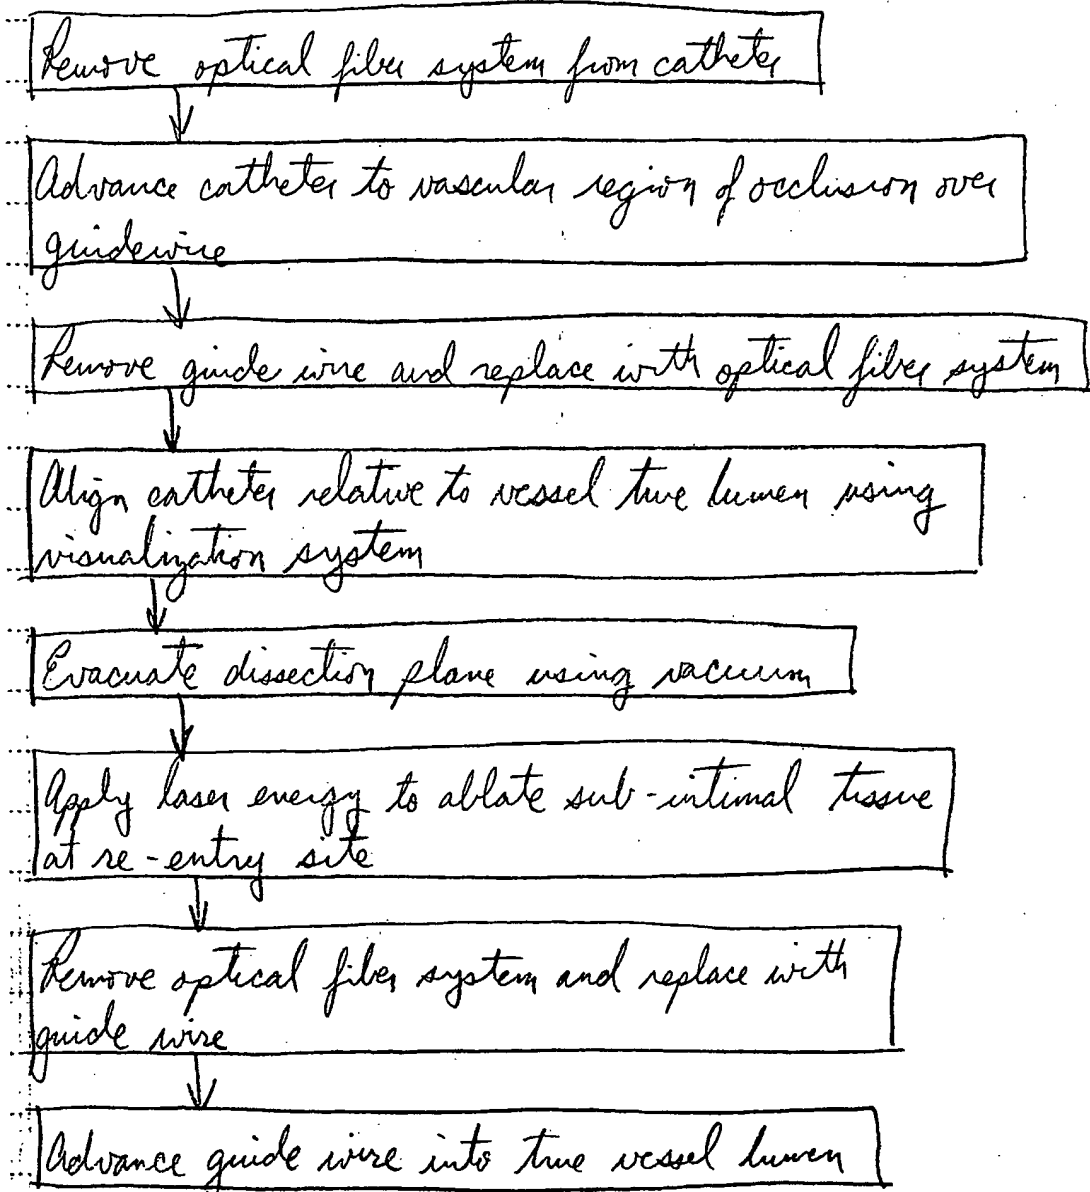 Remove optical fiber system from catheter
Advance catheter to vascular region of occlusion over
guidewire
Remove guide wire and replace with optical fiber system
Align catheter relative to vessel true lumen using
visualization system
Evacuate dissection plane using vacuum
Apply laser energy to ablate sub-intimal tissue
at re-entry site
Remove optical fiber system and replace with
guide wire
Advance guide wire into true vessel lumen